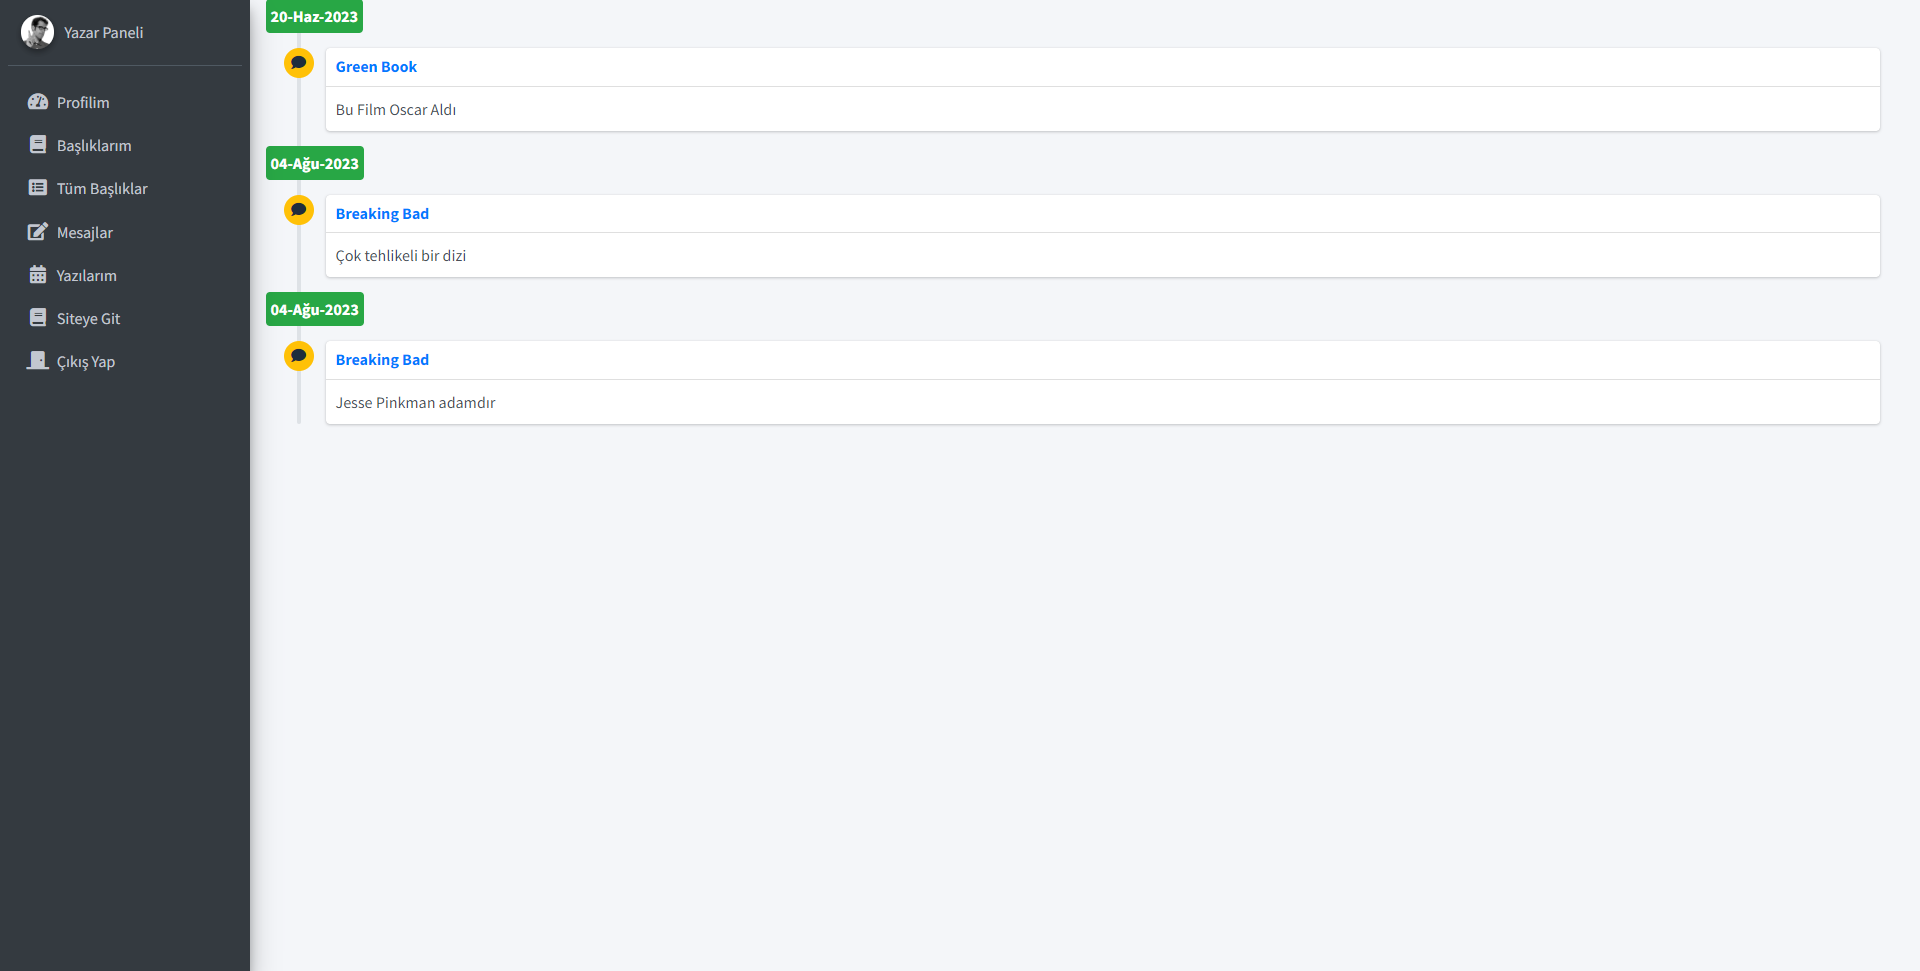 Yazar Paneli
Profilim
Başlıklarım
Tüm Başlıklar
Mesajlar
Yazılarım
Siteye Git
Çıkış Yap
20-Haz-2023
Green Book
Bu Film Oscar Aldı
04-Ağu-2023
Breaking Bad
Çok tehlikeli bir dizi
04-Ağu-2023
Breaking Bad
Jesse Pinkman adamdır